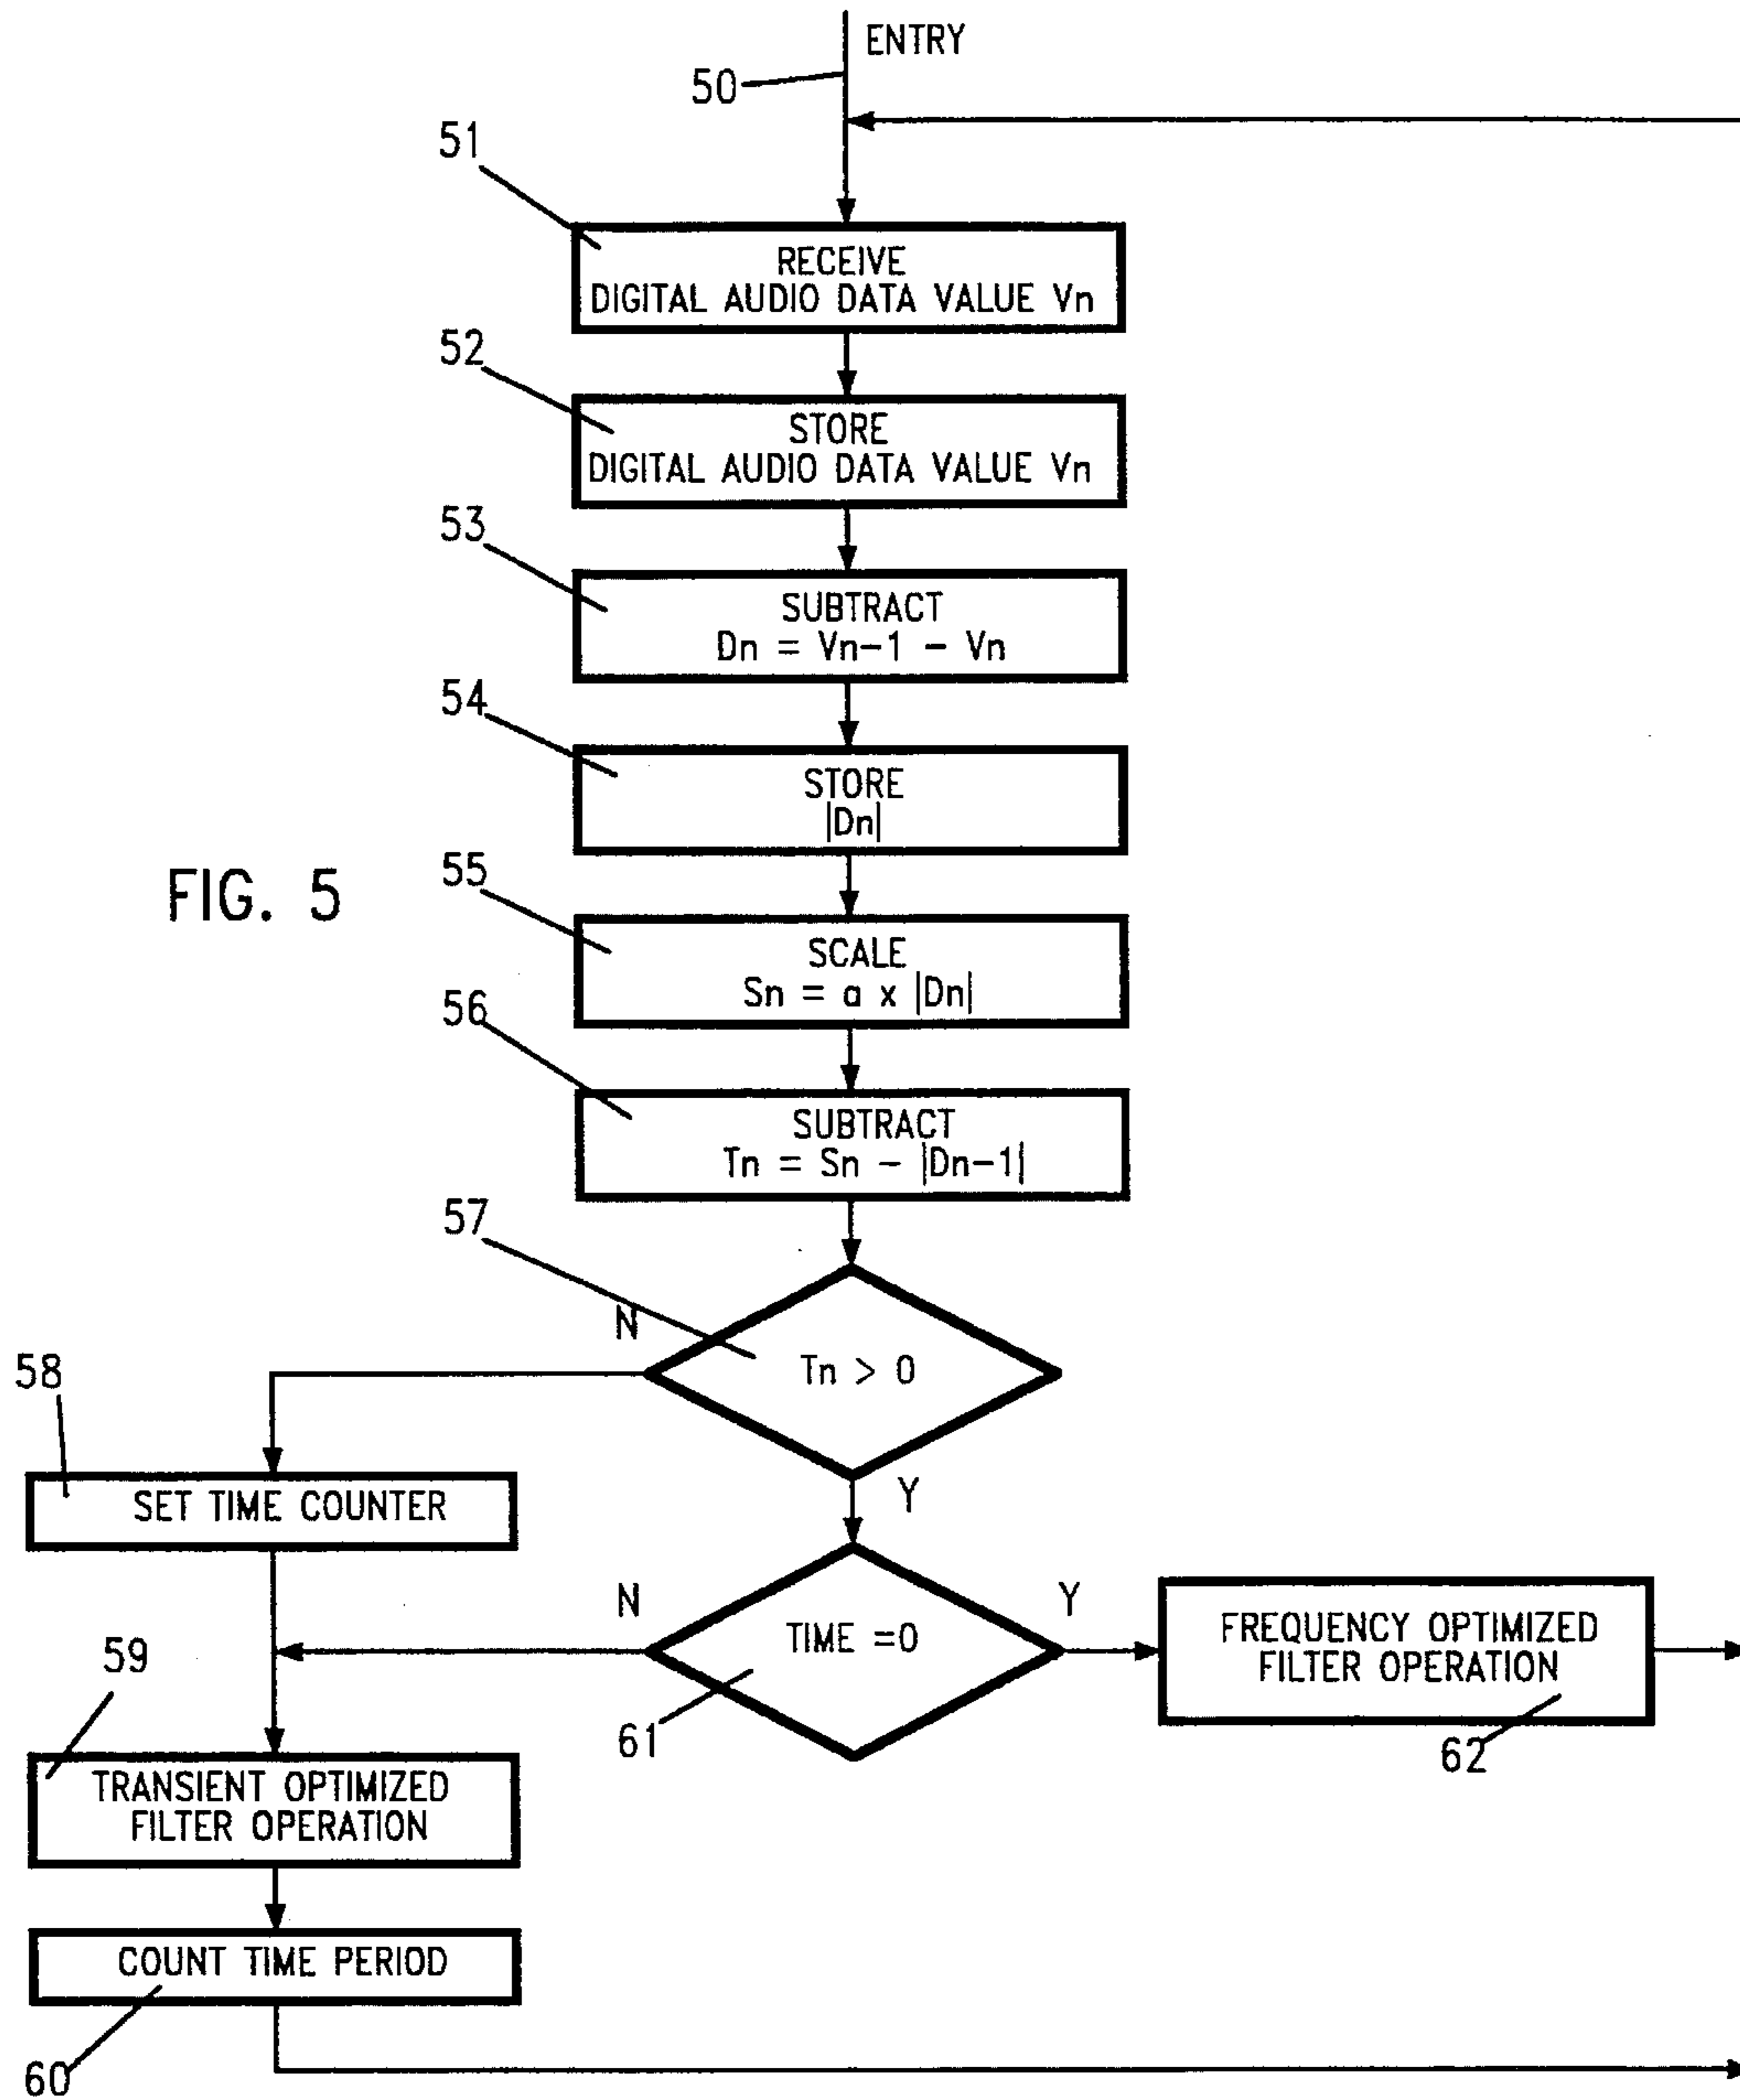 ENTRY
50
51
RECEIVE
DIGITAL AUDIO DATA VALUE Vn
52
STORE
DIGITAL AUDIO DATA VALUE Vn
53
SUBTRACT
Dn = Vn-1 - Vn
54
STORE
|Dn|
FIG. 5
55
SCALE
Sn = a x |Dn|
56
SUBTRACT
Tn = Sn - |Dn-1|
57
N
Tn > 0
Y
58
SET TIME COUNTER
N
TIME =0
Y
61
FREQUENCY OPTIMIZED
FILTER OPERATION
62
59
TRANSIENT OPTIMIZED
FILTER OPERATION
COUNT TIME PERIOD
60